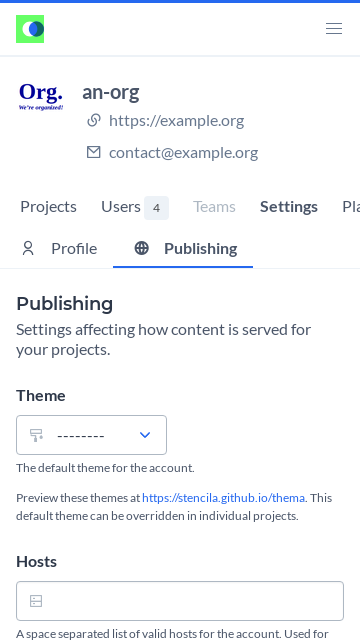 Org.
We're organized!
an-org
https://example.org
contact@example.org
Projects Users 4 Teams Settings Pla
Profile Publishing
Publishing
Settings affecting how content is served for
your projects.
Theme
--------
The default theme for the account.
Preview these themes at https://stencila.github.io/thema. This
default theme can be overridden in individual projects.
Hosts
A space separated list of valid hosts for the account. Used for